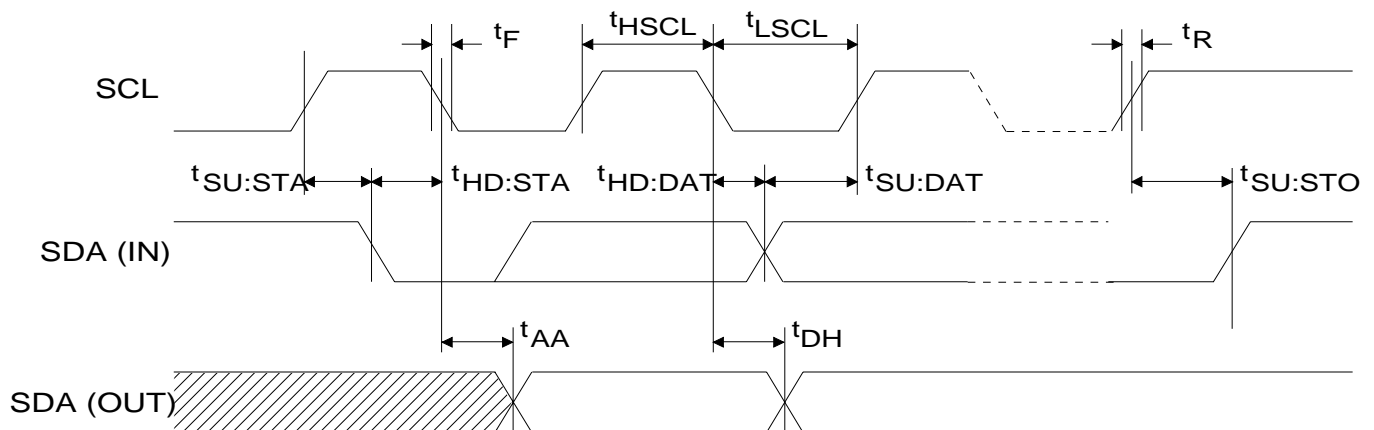 tF
tHSCL
tLSCL
tR
SCL
tSU:STA
tHD:STA
tHD:DAT
tSU:DAT
tSU:STO
SDA (IN)
tAA
tDH
SDA (OUT)